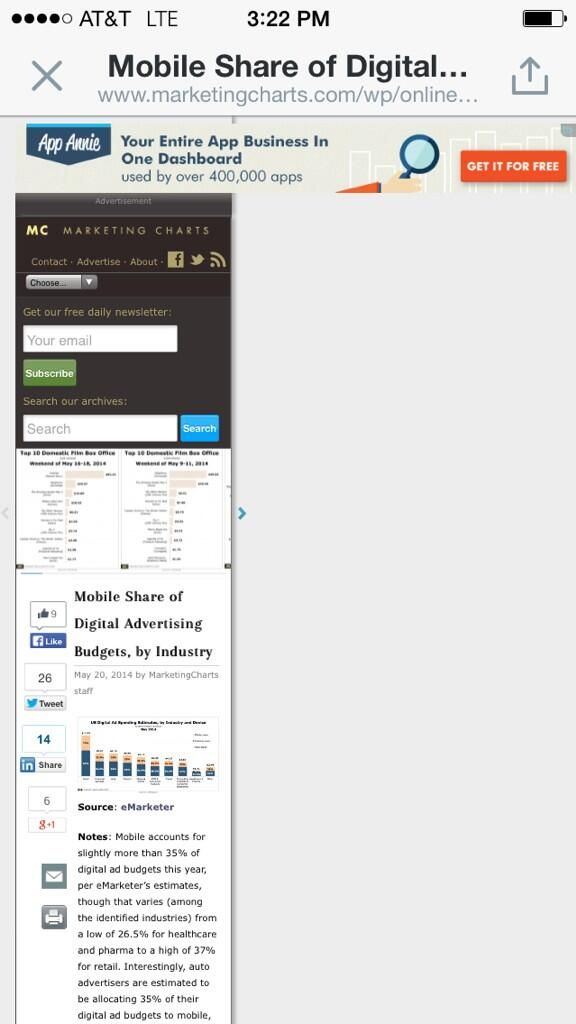 AT&T LTE 3:22 PM
Mobile Share of Digital...
www.marketingcharts.com/wp/online...
App Annie
Your Entire App Business In
One Dashboard
used by over 400,000 apps
GET IT FOR FREE
Advertisement
MC MARKETING CHARTS
Contact · Advertise · About ·
Choose...
Get our free daily newsletter:
Your email
Subscribe
Search our archives:
Search
Search
Top 10 Domestic Film Box Office
Weekend of May 16-18, 2014
Top 10 Domestic Film Box Office
Weekend of May 9-11, 2014
Mobile Share of
Digital Advertising
Budgets, by Industry
May 20, 2014 by MarketingCharts
staff
9
Like
26
Tweet
14
in Share
6
g+1
US Digital Ad Spending Estimates, by Industry and Device
Source: eMarketer
Notes: Mobile accounts for
slightly more than 35% of
digital ad budgets this year,
per eMarketer's estimates,
though that varies (among
the identified industries) from
a low of 26.5% for healthcare
and pharma to a high of 37%
for retail. Interestingly, auto
advertisers are estimated to
be allocating 35% of their
digital ad budgets to mobile,